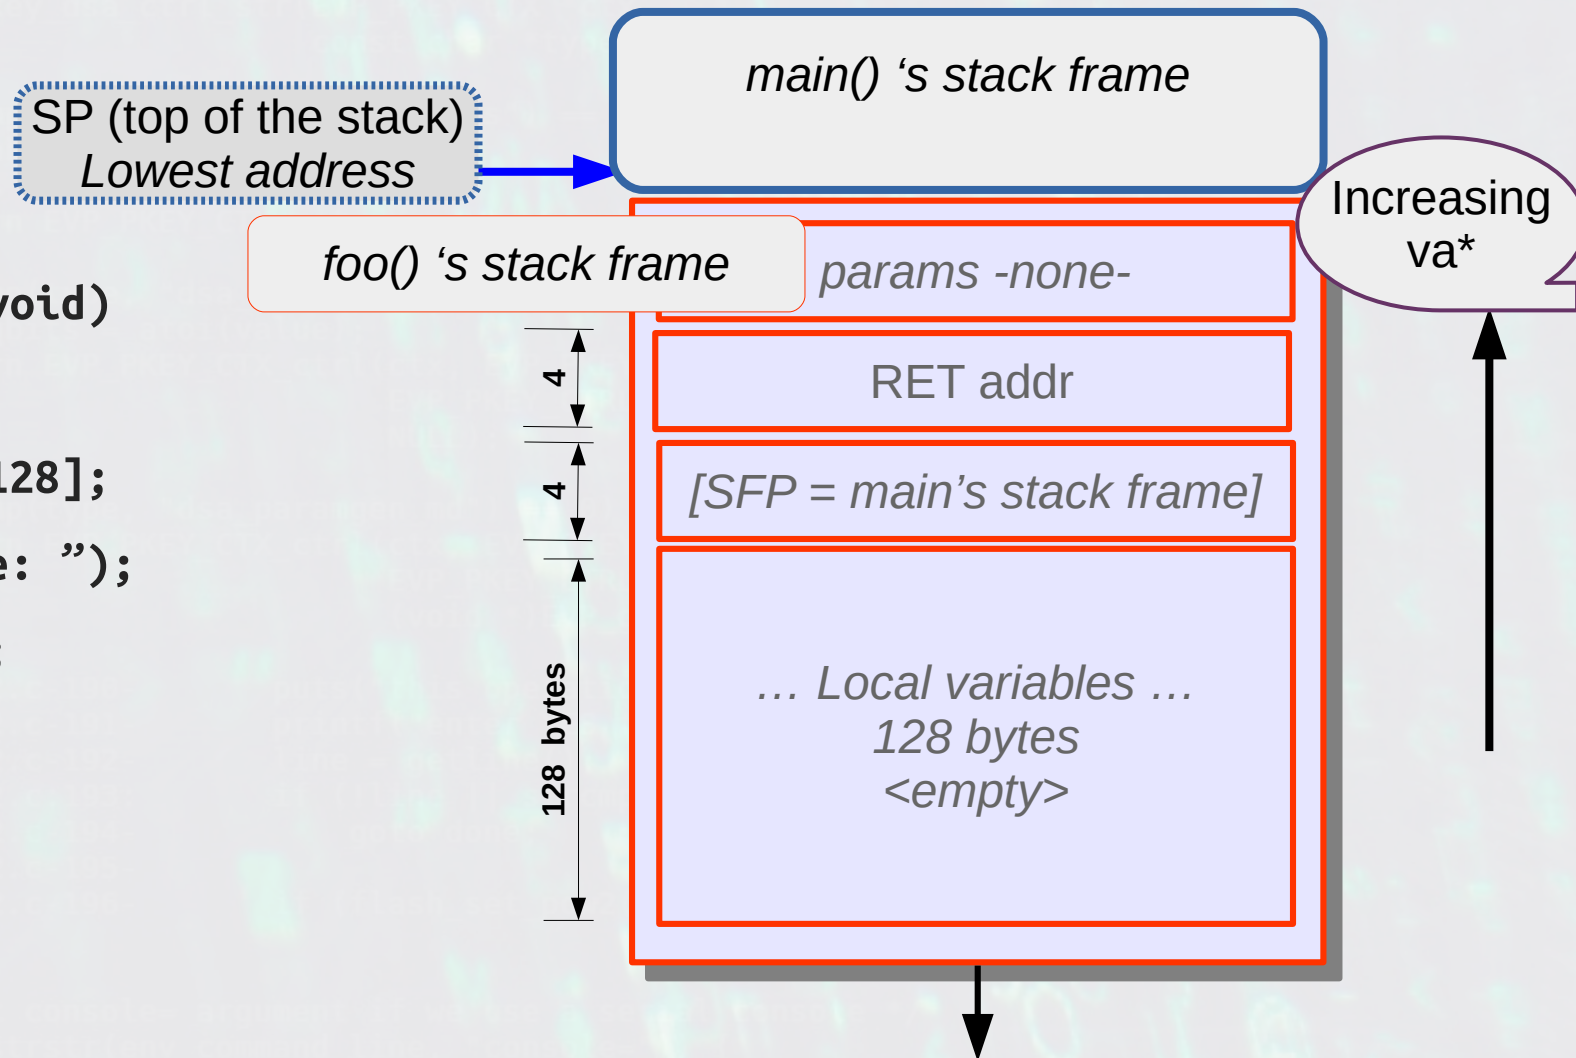 main() ‘s stack frame
SP (top of the stack)
Lowest address
Increasing
va*
foo() ‘s stack frame
params -none-
void)
4
RET addr
128];
4
[SFP = main’s stack frame]
e: ”);
;
128 bytes
… Local variables …
128 bytes
<empty>